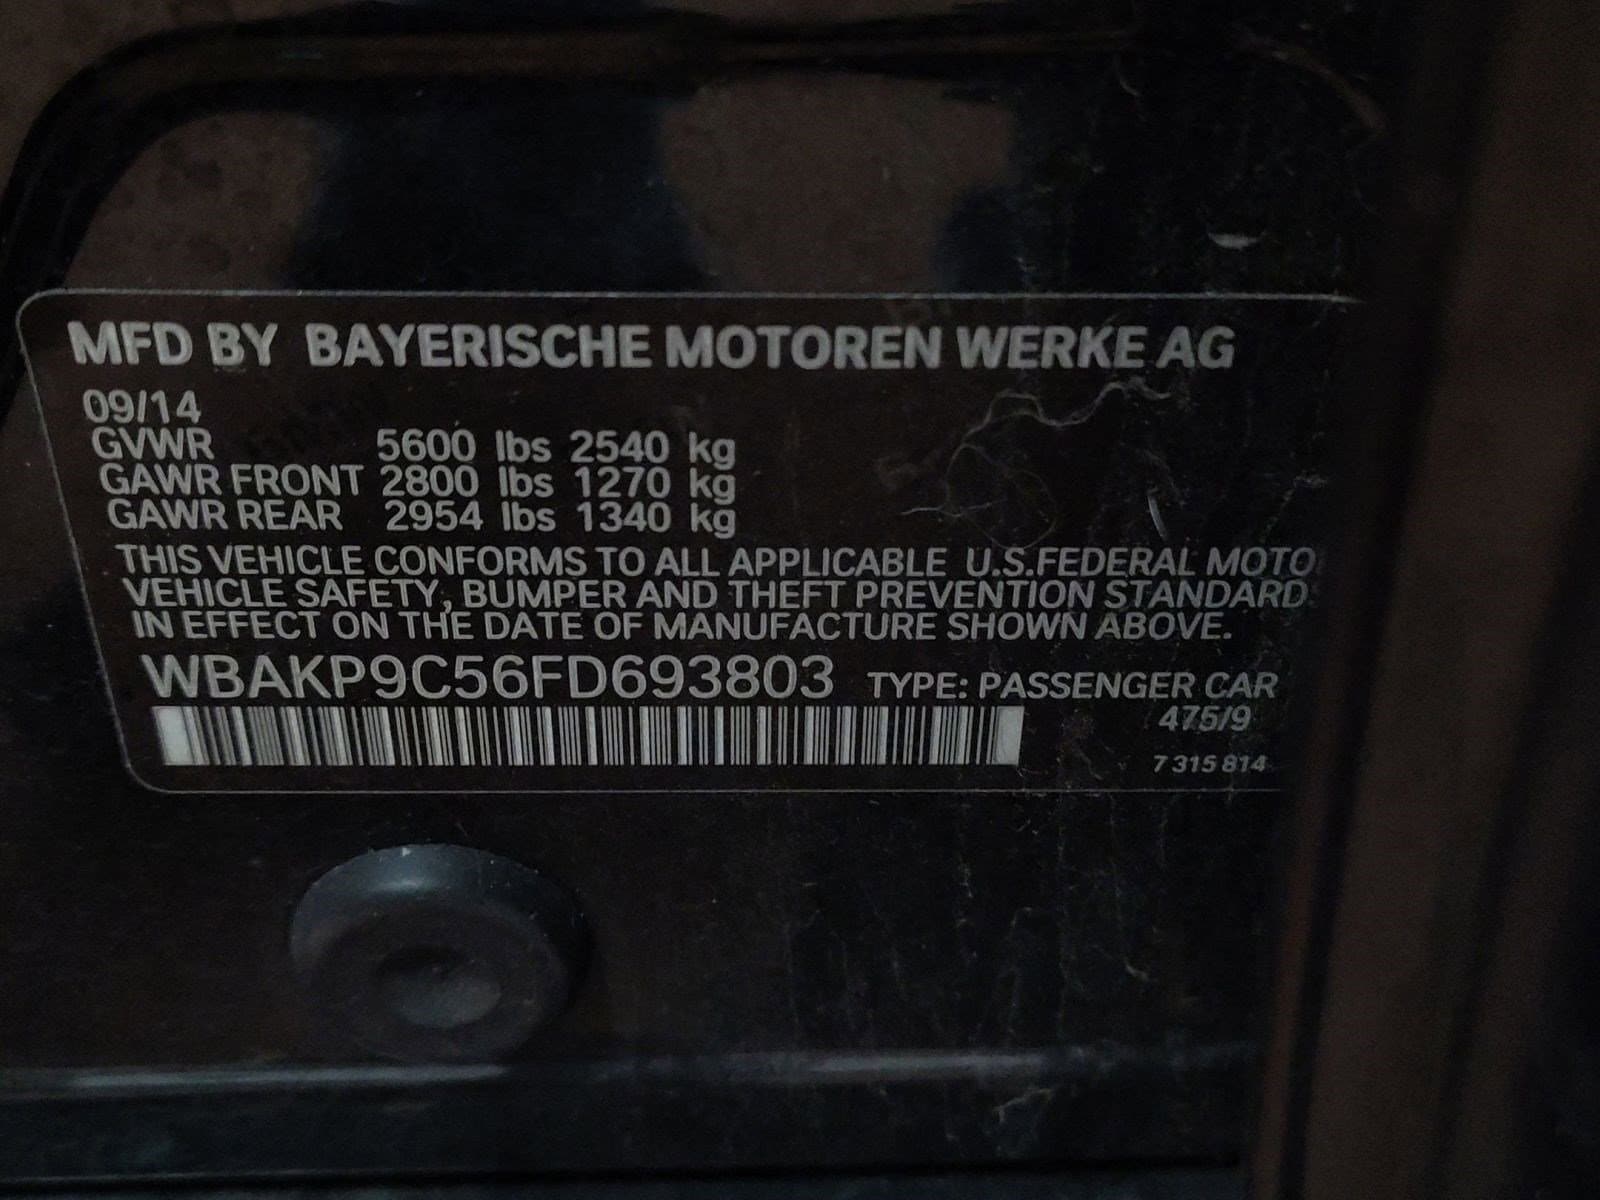 MFD BY BAYERISCHE MOTOREN WERKE AG
09/14
GVWR 5600 lbs 2540 kg
GAWR FRONT 2800 lbs 1270 kg
GAWR REAR 2954 lbs 1340 kg
THIS VEHICLE CONFORMS TO ALL APPLICABLE U.S.FEDERAL MOTO
VEHICLE SAFETY, BUMPER AND THEFT PREVENTION STANDARDS
IN EFFECT ON THE DATE OF MANUFACTURE SHOWN ABOVE.
WBAKP9C56FD693803 TYPE: PASSENGER CAR
475/9
7 315 814